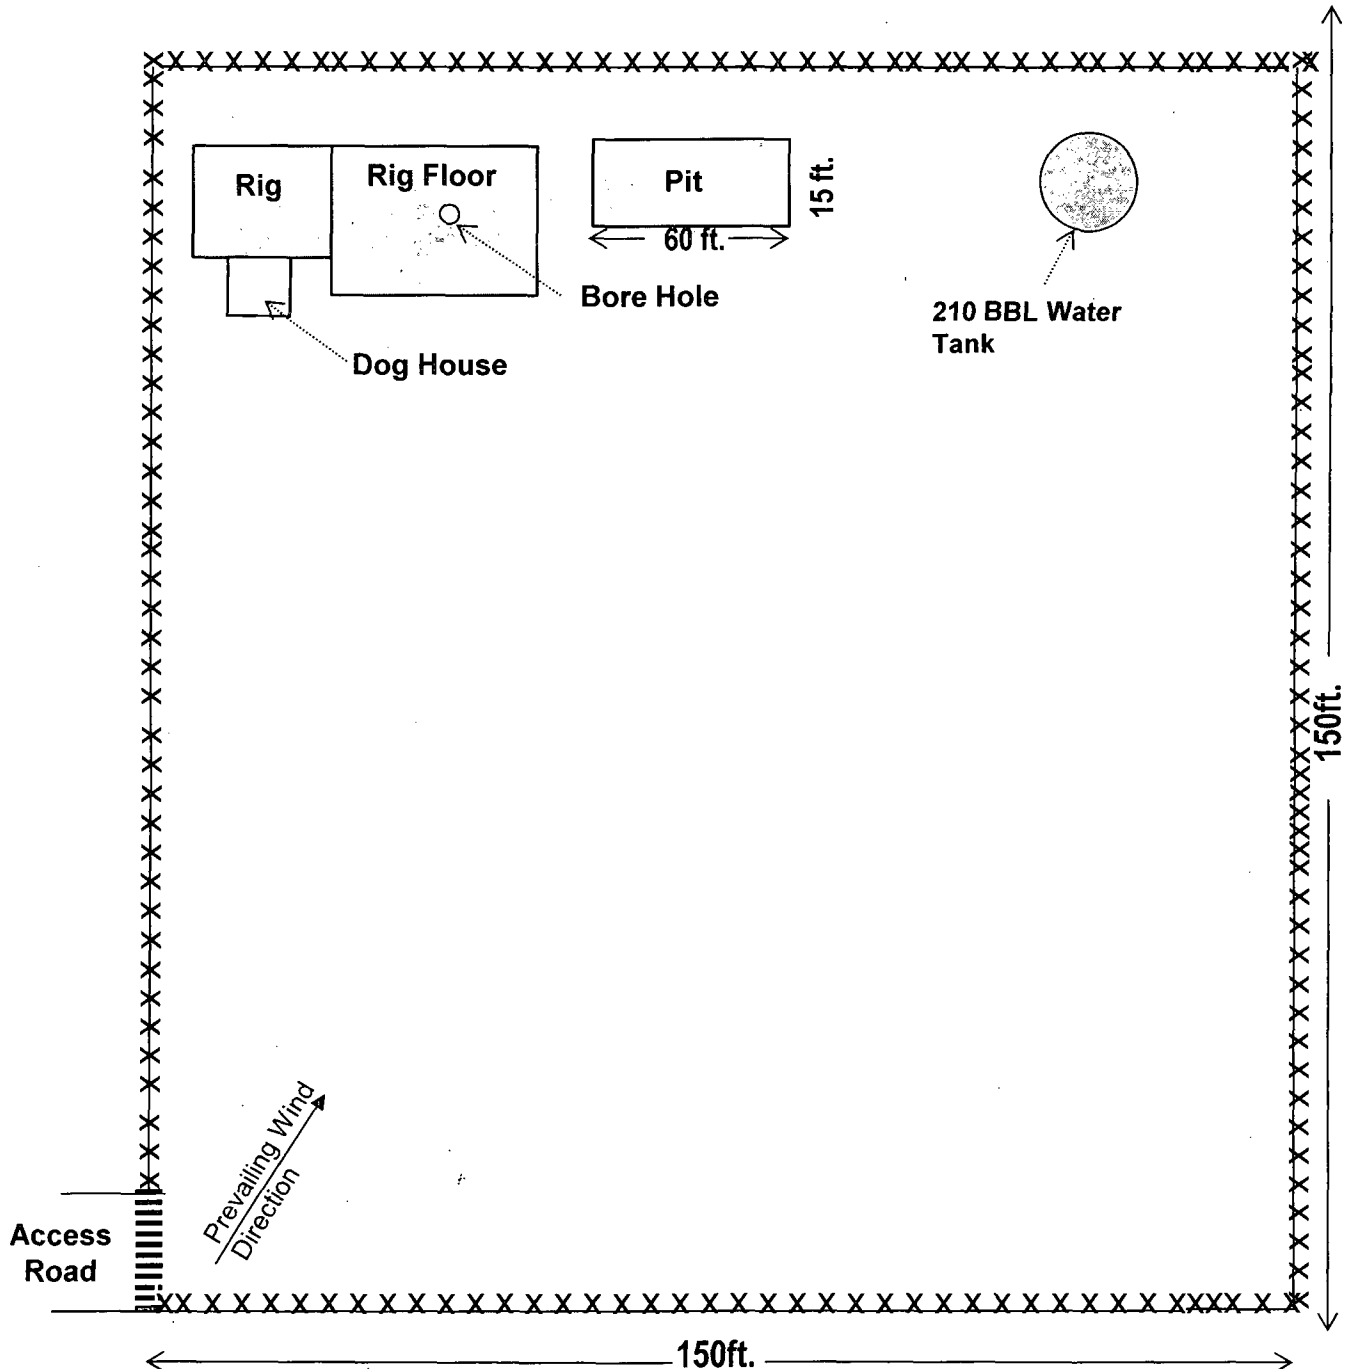 Rig
Rig Floor
Pit
15 ft.
60 ft.
Bore Hole
210 BBL Water
Tank
Dog House
150ft.
Prevailing Wind
Direction
Access
Road
150ft.